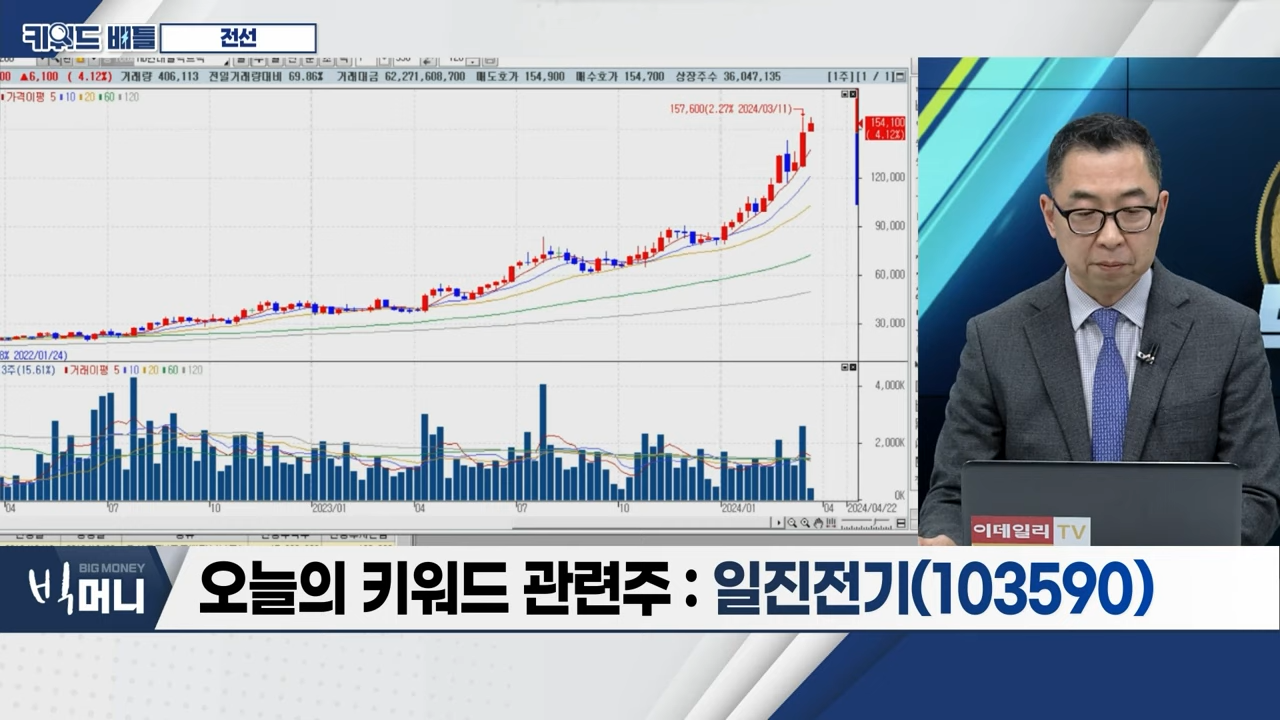 키워드 배틀
전선
▲6,100 ( 4.12%) 거래량 406,113 전일거래량대비 69.86% 거래대금 62,271,608,700 매도호가 154,900 매수호가 154,700 상장주수 36,047,135 [1주][1 / 1]
가격이평 5 10 20 60 120
157,600(2.27% 2024/03/11)
154,100
( 4.12%)
120,000
90,000
60,000
30,000
8% 2022/01/24)
3주(15.61%) 거래이평 5 10 20 60 120
4,000K
2,000K
0K
04 07 10 2023/01 04 07 10 2024/01 04 2024/04/22
이데일리 TV
빅머니
BIG MONEY
오늘의 키워드 관련주 : 일진전기(103590)